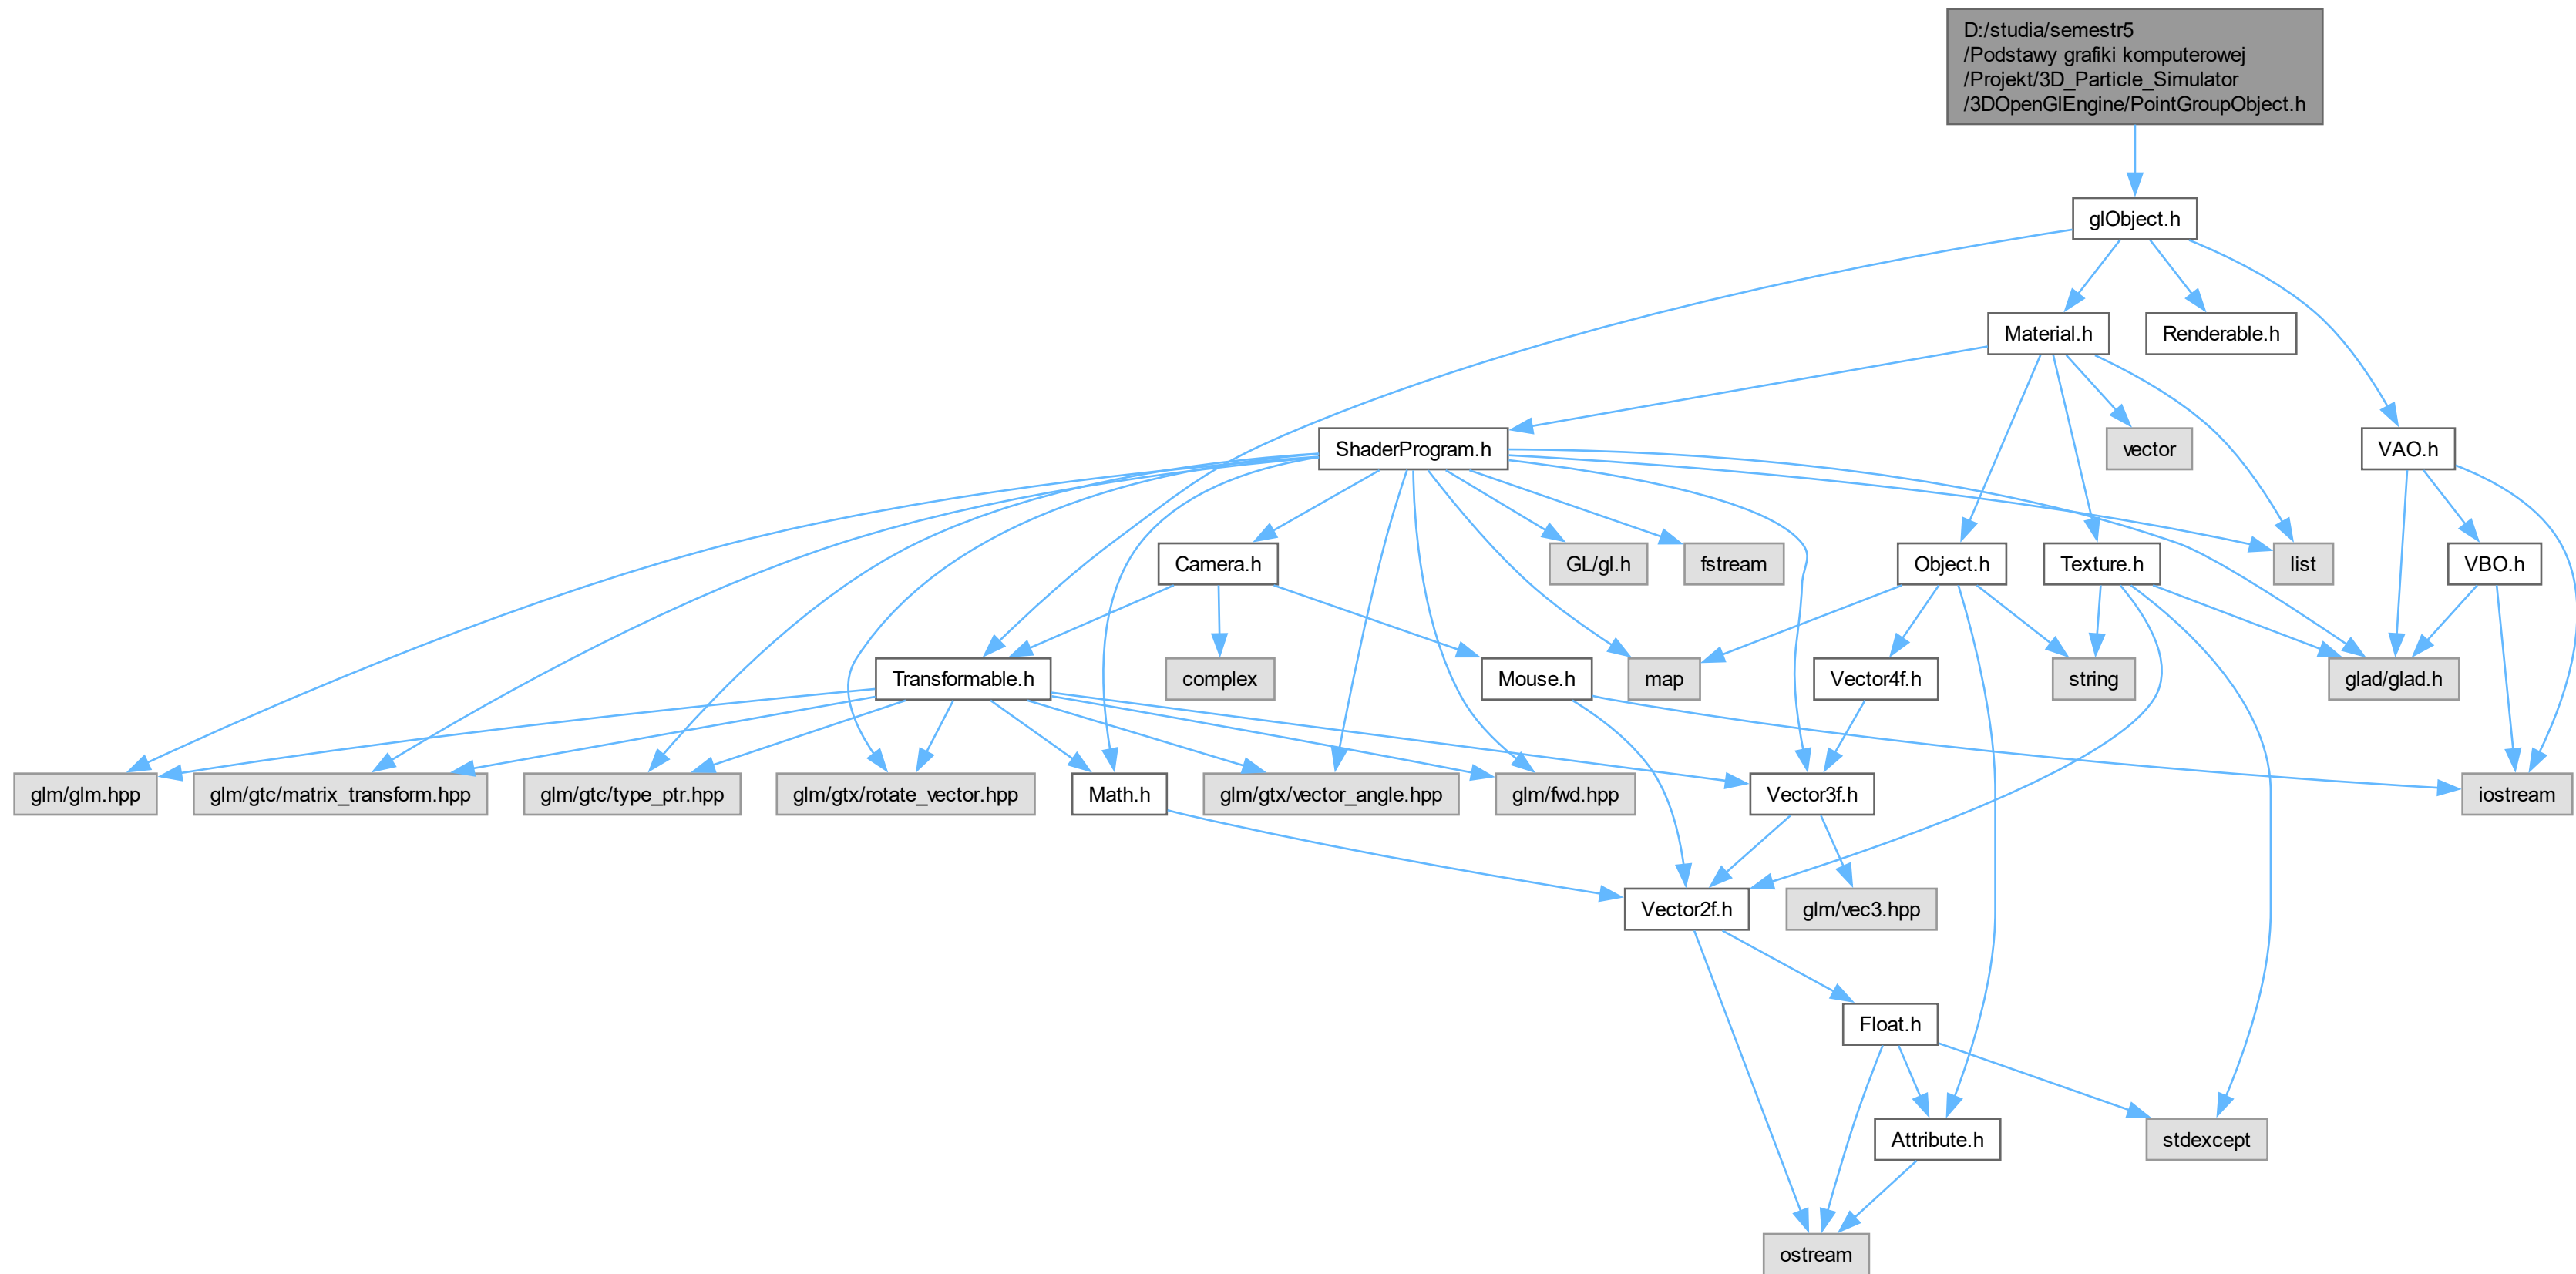 D:/studia/semestr5
/Podstawy grafiki komputerowej
/Projekt/3D_Particle_Simulator
/3DOpenGlEngine/PointGroupObject.h
glObject.h
Material.h
Renderable.h
ShaderProgram.h
vector
VAO.h
Camera.h
GL/gl.h
fstream
Object.h
Texture.h
list
VBO.h
Transformable.h
complex
Mouse.h
map
Vector4f.h
string
glad/glad.h
glm/glm.hpp
glm/gtc/matrix_transform.hpp
glm/gtc/type_ptr.hpp
glm/gtx/rotate_vector.hpp
Math.h
glm/gtx/vector_angle.hpp
glm/fwd.hpp
Vector3f.h
iostream
Vector2f.h
glm/vec3.hpp
Float.h
Attribute.h
stdexcept
ostream